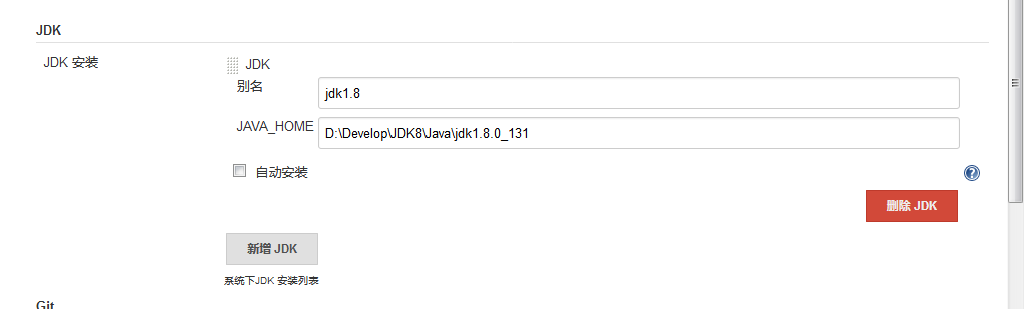 JDK
JDK 安装
JDK
别名
jdk1.8
JAVA_HOME
D:\Develop\JDK8\Java\jdk1.8.0_131
自动安装
删除 JDK
新增 JDK
系统下JDK 安装列表
Git